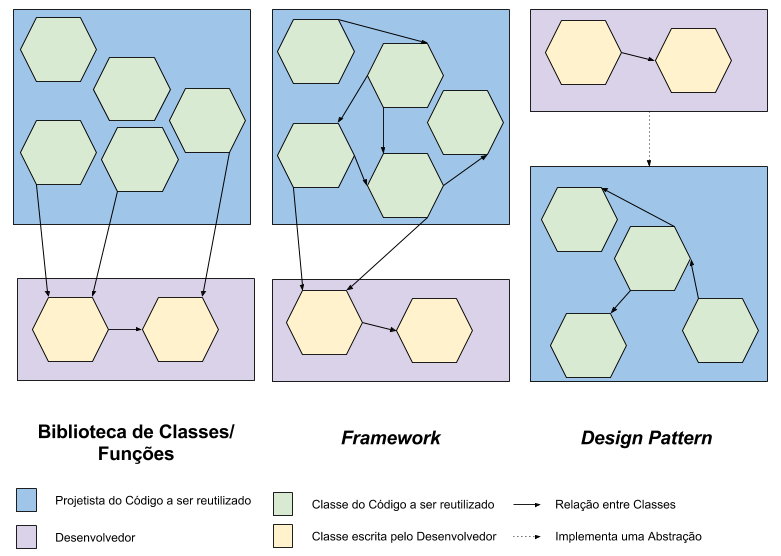 Biblioteca de Classes/
Funções
Framework
Design Pattern
Projetista do Código a ser reutilizado
Classe do Código a ser reutilizado
Relação entre Classes
Desenvolvedor
Classe escrita pelo Desenvolvedor
Implementa uma Abstração